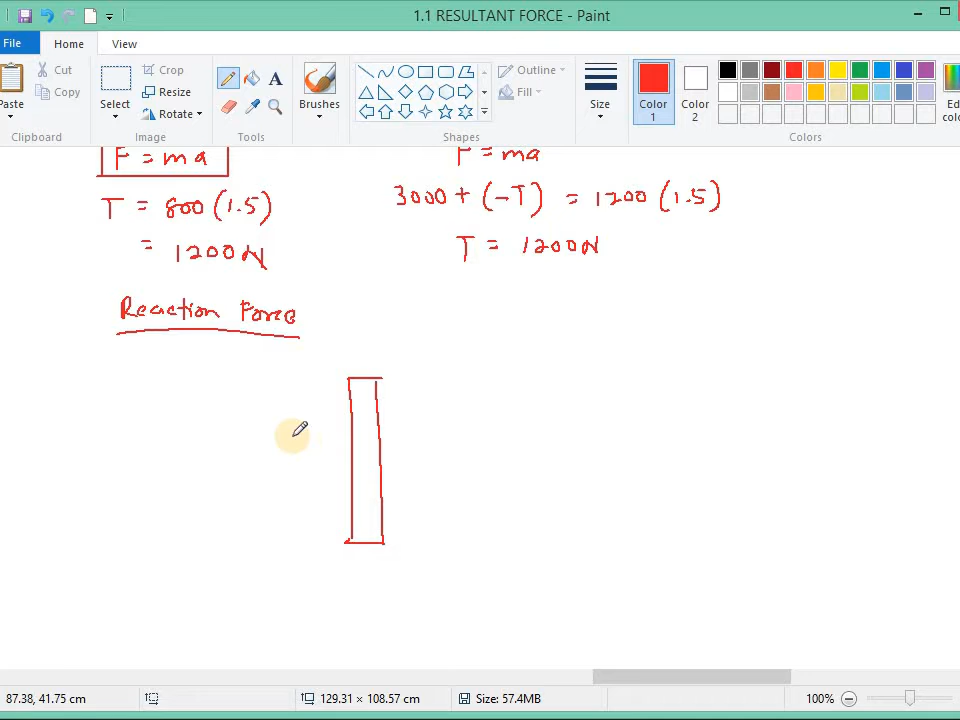 1.1 RESULTANT FORCE - Paint
File Home View
Paste
Cut
Copy
Clipboard
Select
Crop
Resize
Rotate
Image
Tools
A
Brushes
Shapes
Outline
Fill
Size
Color 1
Color 2
Colors
Ed
colo
F = ma
T = 800 (1.5)
= 1200N
F = ma
3000 + (-T) = 1200 (1.5)
T = 1200N
Reaction Force
87.38, 41.75 cm
129.31 × 108.57 cm
Size: 57.4MB
100%